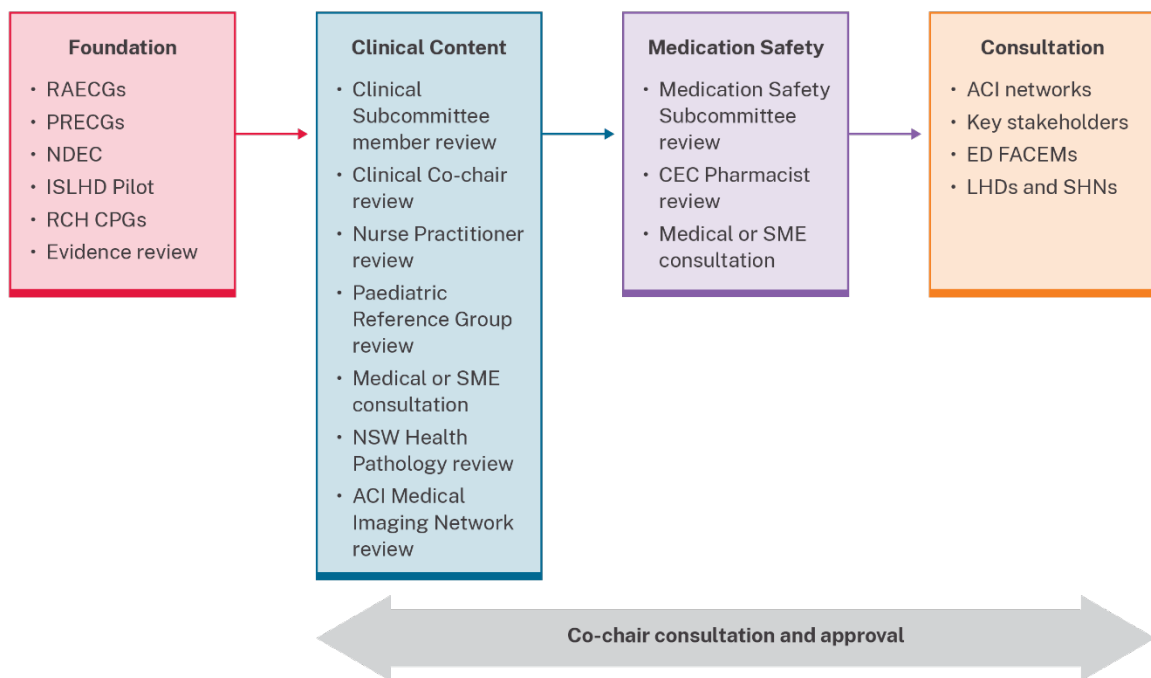 Foundation
• RAECGs
• PRECGs
• NDEC
• ISLHD Pilot
• RCH CPGs
• Evidence review
Clinical Content
• Clinical
Subcommittee
member review
• Clinical Co-chair
review
• Nurse Practitioner
review
• Paediatric
Reference Group
review
• Medical or SME
consultation
• NSW Health
Pathology review
• ACI Medical
Imaging Network
review
Medication Safety
• Medication Safety
Subcommittee
review
• CEC Pharmacist
review
• Medical or SME
consultation
Consultation
• ACI networks
• Key stakeholders
• ED FACEMs
• LHDs and SHNs
Co-chair consultation and approval